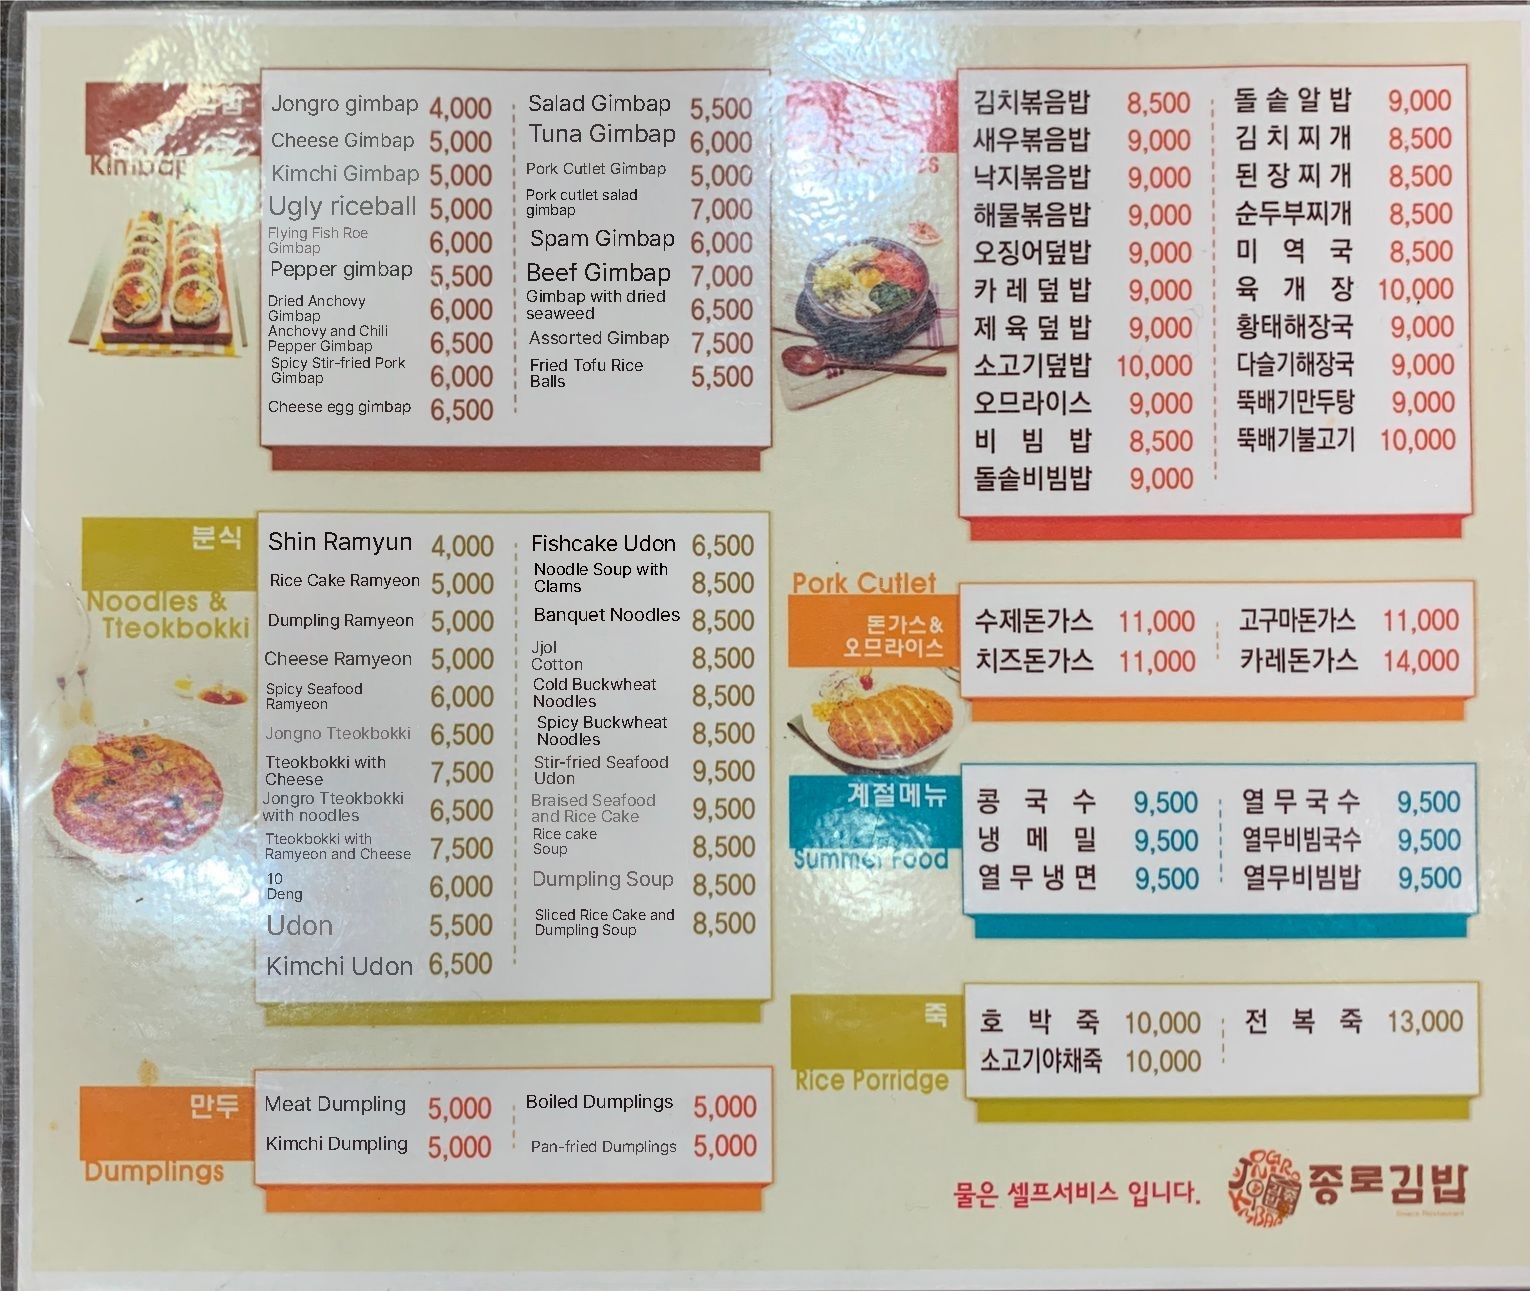 Kimbap
Jongro gimbap 4,000
Cheese Gimbap 5,000
Kimchi Gimbap 5,000
Ugly riceball 5,000
Flying Fish Roe
Gimbap 6,000
Pepper gimbap 5,500
Dried Anchovy
Gimbap 6,000
Anchovy and Chili
Pepper Gimbap 6,500
Spicy Stir-fried Pork
Gimbap 6,000
Cheese egg gimbap 6,500
Salad Gimbap 5,500
Tuna Gimbap 6,000
Pork Cutlet Gimbap 5,000
Pork cutlet salad
gimbap 7,000
Spam Gimbap 6,000
Beef Gimbap 7,000
Gimbap with dried
seaweed 6,500
Assorted Gimbap 7,500
Fried Tofu Rice
Balls 5,500
분식
Noodles &
Tteokbokki
Shin Ramyun 4,000
Rice Cake Ramyeon 5,000
Dumpling Ramyeon 5,000
Cheese Ramyeon 5,000
Spicy Seafood
Ramyeon 6,000
Jongno Tteokbokki 6,500
Tteokbokki with
Cheese 7,500
Jongro Tteokbokki
with noodles 6,500
Tteokbokki with
Ramyeon and Cheese 7,500
10
Deng 6,000
Udon 5,500
Kimchi Udon 6,500
Fishcake Udon 6,500
Noodle Soup with
Clams 8,500
Banquet Noodles 8,500
Jjol
Cotton 8,500
Cold Buckwheat
Noodles 8,500
Spicy Buckwheat
Noodles 8,500
Stir-fried Seafood
Udon 9,500
Braised Seafood
and Rice Cake 9,500
Rice cake
Soup 8,500
Dumpling Soup 8,500
Sliced Rice Cake and
Dumpling Soup 8,500
만두
Dumplings
Meat Dumpling 5,000
Kimchi Dumpling 5,000
Boiled Dumplings 5,000
Pan-fried Dumplings 5,000
김치볶음밥 8,500
새우볶음밥 9,000
낙지볶음밥 9,000
해물볶음밥 9,000
오징어덮밥 9,000
카레덮밥 9,000
제육덮밥 9,000
소고기덮밥 10,000
오므라이스 9,000
비빔밥 8,500
돌솥비빔밥 9,000
돌솥알밥 9,000
김치찌개 8,500
된장찌개 8,500
순두부찌개 8,500
미역국 8,500
육개장 10,000
황태해장국 9,000
다슬기해장국 9,000
뚝배기만두탕 9,000
뚝배기불고기 10,000
Pork Cutlet
돈가스&
오므라이스
수제돈가스 11,000
치즈돈가스 11,000
고구마돈가스 11,000
카레돈가스 14,000
계절메뉴
Summer Food
콩국수 9,500
냉메밀 9,500
열무냉면 9,500
열무국수 9,500
열무비빔국수 9,500
열무비빔밥 9,500
죽
Rice Porridge
호박죽 10,000
소고기야채죽 10,000
전복죽 13,000
물은 셀프서비스 입니다.
종로김밥